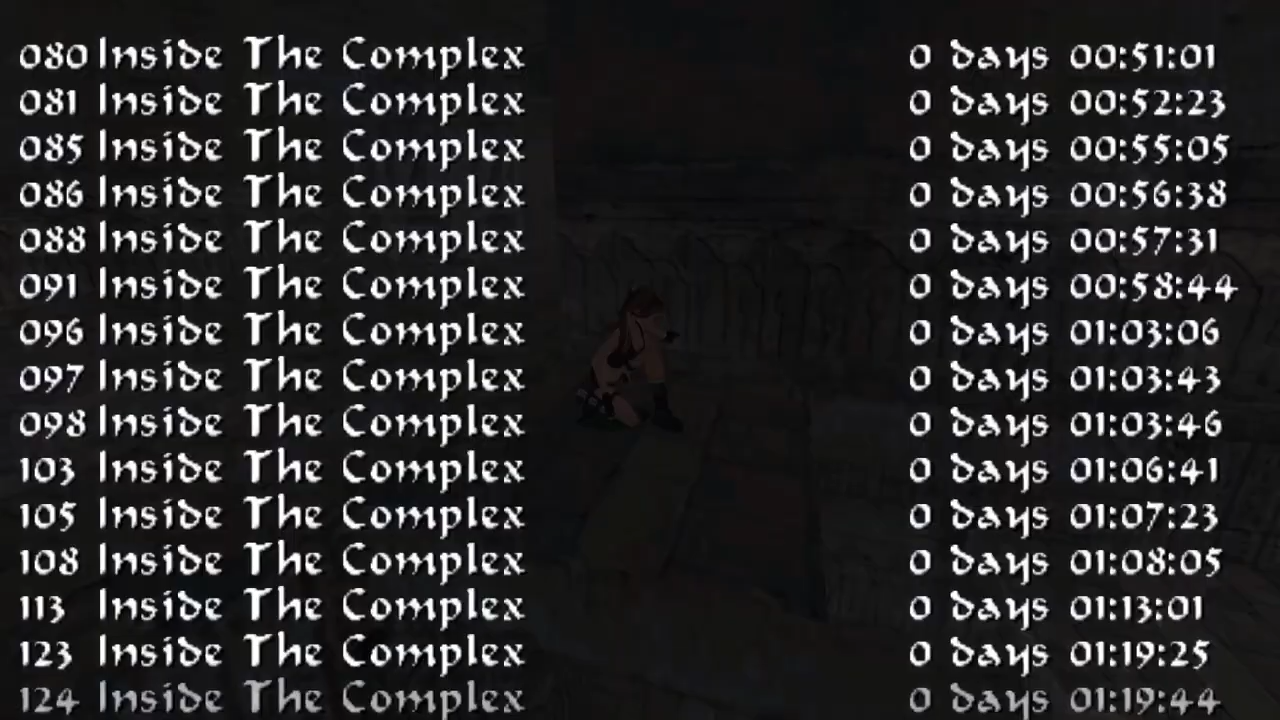 080 Inside The Complex 0 days 00:51:01
081 Inside The Complex 0 days 00:52:23
085 Inside The Complex 0 days 00:55:05
086 Inside The Complex 0 days 00:56:38
088 Inside The Complex 0 days 00:57:31
091 Inside The Complex 0 days 00:58:44
096 Inside The Complex 0 days 01:03:06
097 Inside The Complex 0 days 01:03:43
098 Inside The Complex 0 days 01:03:46
103 Inside The Complex 0 days 01:06:41
105 Inside The Complex 0 days 01:07:23
108 Inside The Complex 0 days 01:08:05
113 Inside The Complex 0 days 01:13:01
123 Inside The Complex 0 days 01:19:25
124 Inside The Complex 0 days 01:19:44